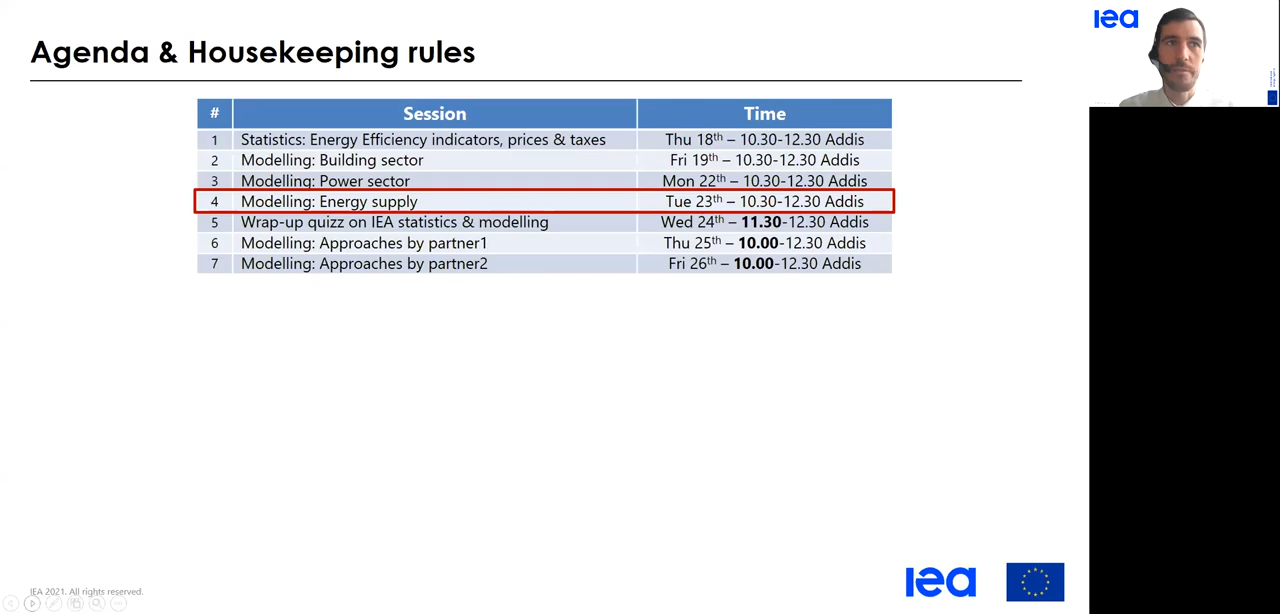 Agenda & Housekeeping rules
# Session Time
1 Statistics: Energy Efficiency indicators, prices & taxes Thu 18th – 10.30-12.30 Addis
2 Modelling: Building sector Fri 19th – 10.30-12.30 Addis
3 Modelling: Power sector Mon 22th – 10.30-12.30 Addis
4 Modelling: Energy supply Tue 23th – 10.30-12.30 Addis
5 Wrap-up quizz on IEA statistics & modelling Wed 24th – 11.30-12.30 Addis
6 Modelling: Approaches by partner1 Thu 25th – 10.00-12.30 Addis
7 Modelling: Approaches by partner2 Fri 26th – 10.00-12.30 Addis
IEA 2021. All rights reserved.
iea
iea